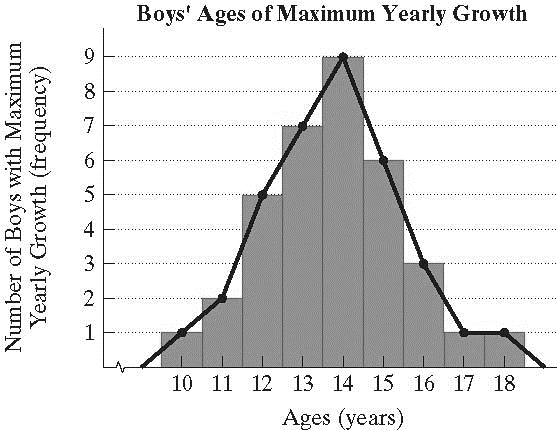 Boys' Ages of Maximum Yearly Growth
Number of Boys with Maximum
Yearly Growth (frequency)
9
8
7
6
5
4
3
2
1
10 11 12 13 14 15 16 17 18
Ages (years)